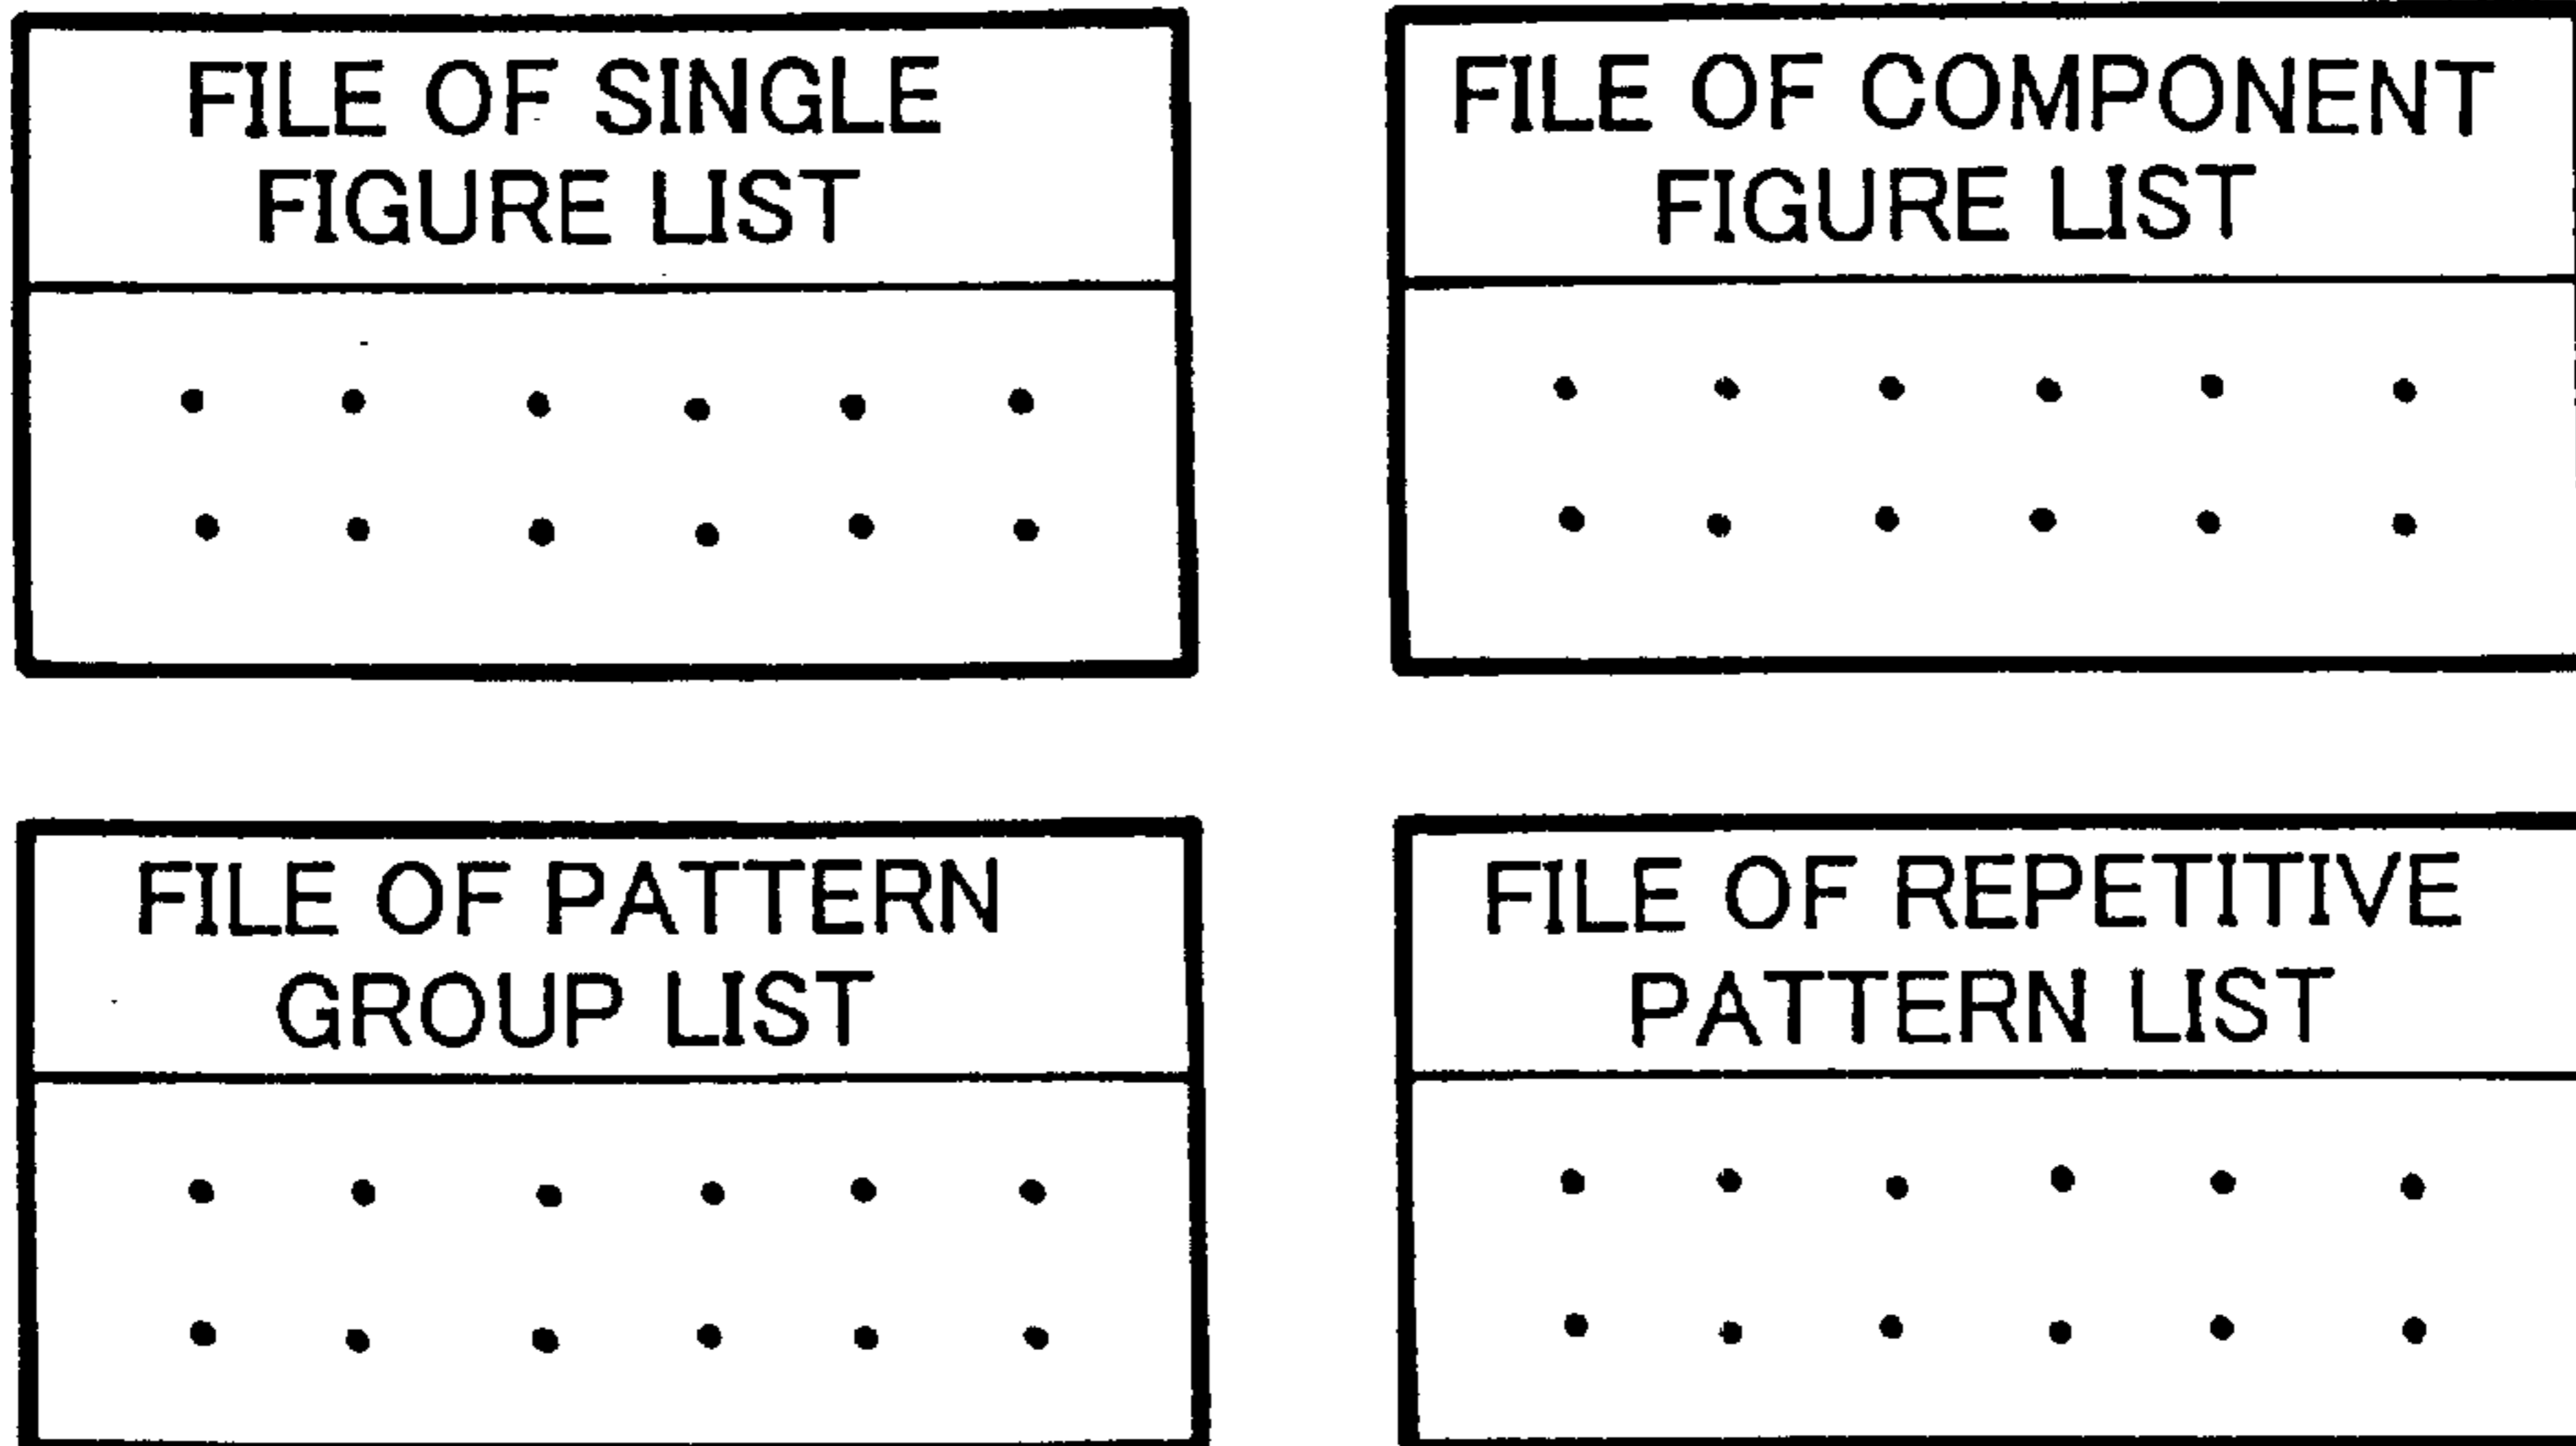 FILE OF SINGLE
FIGURE LIST
FILE OF COMPONENT
FIGURE LIST
FILE OF PATTERN
GROUP LIST
FILE OF REPETITIVE
PATTERN LIST